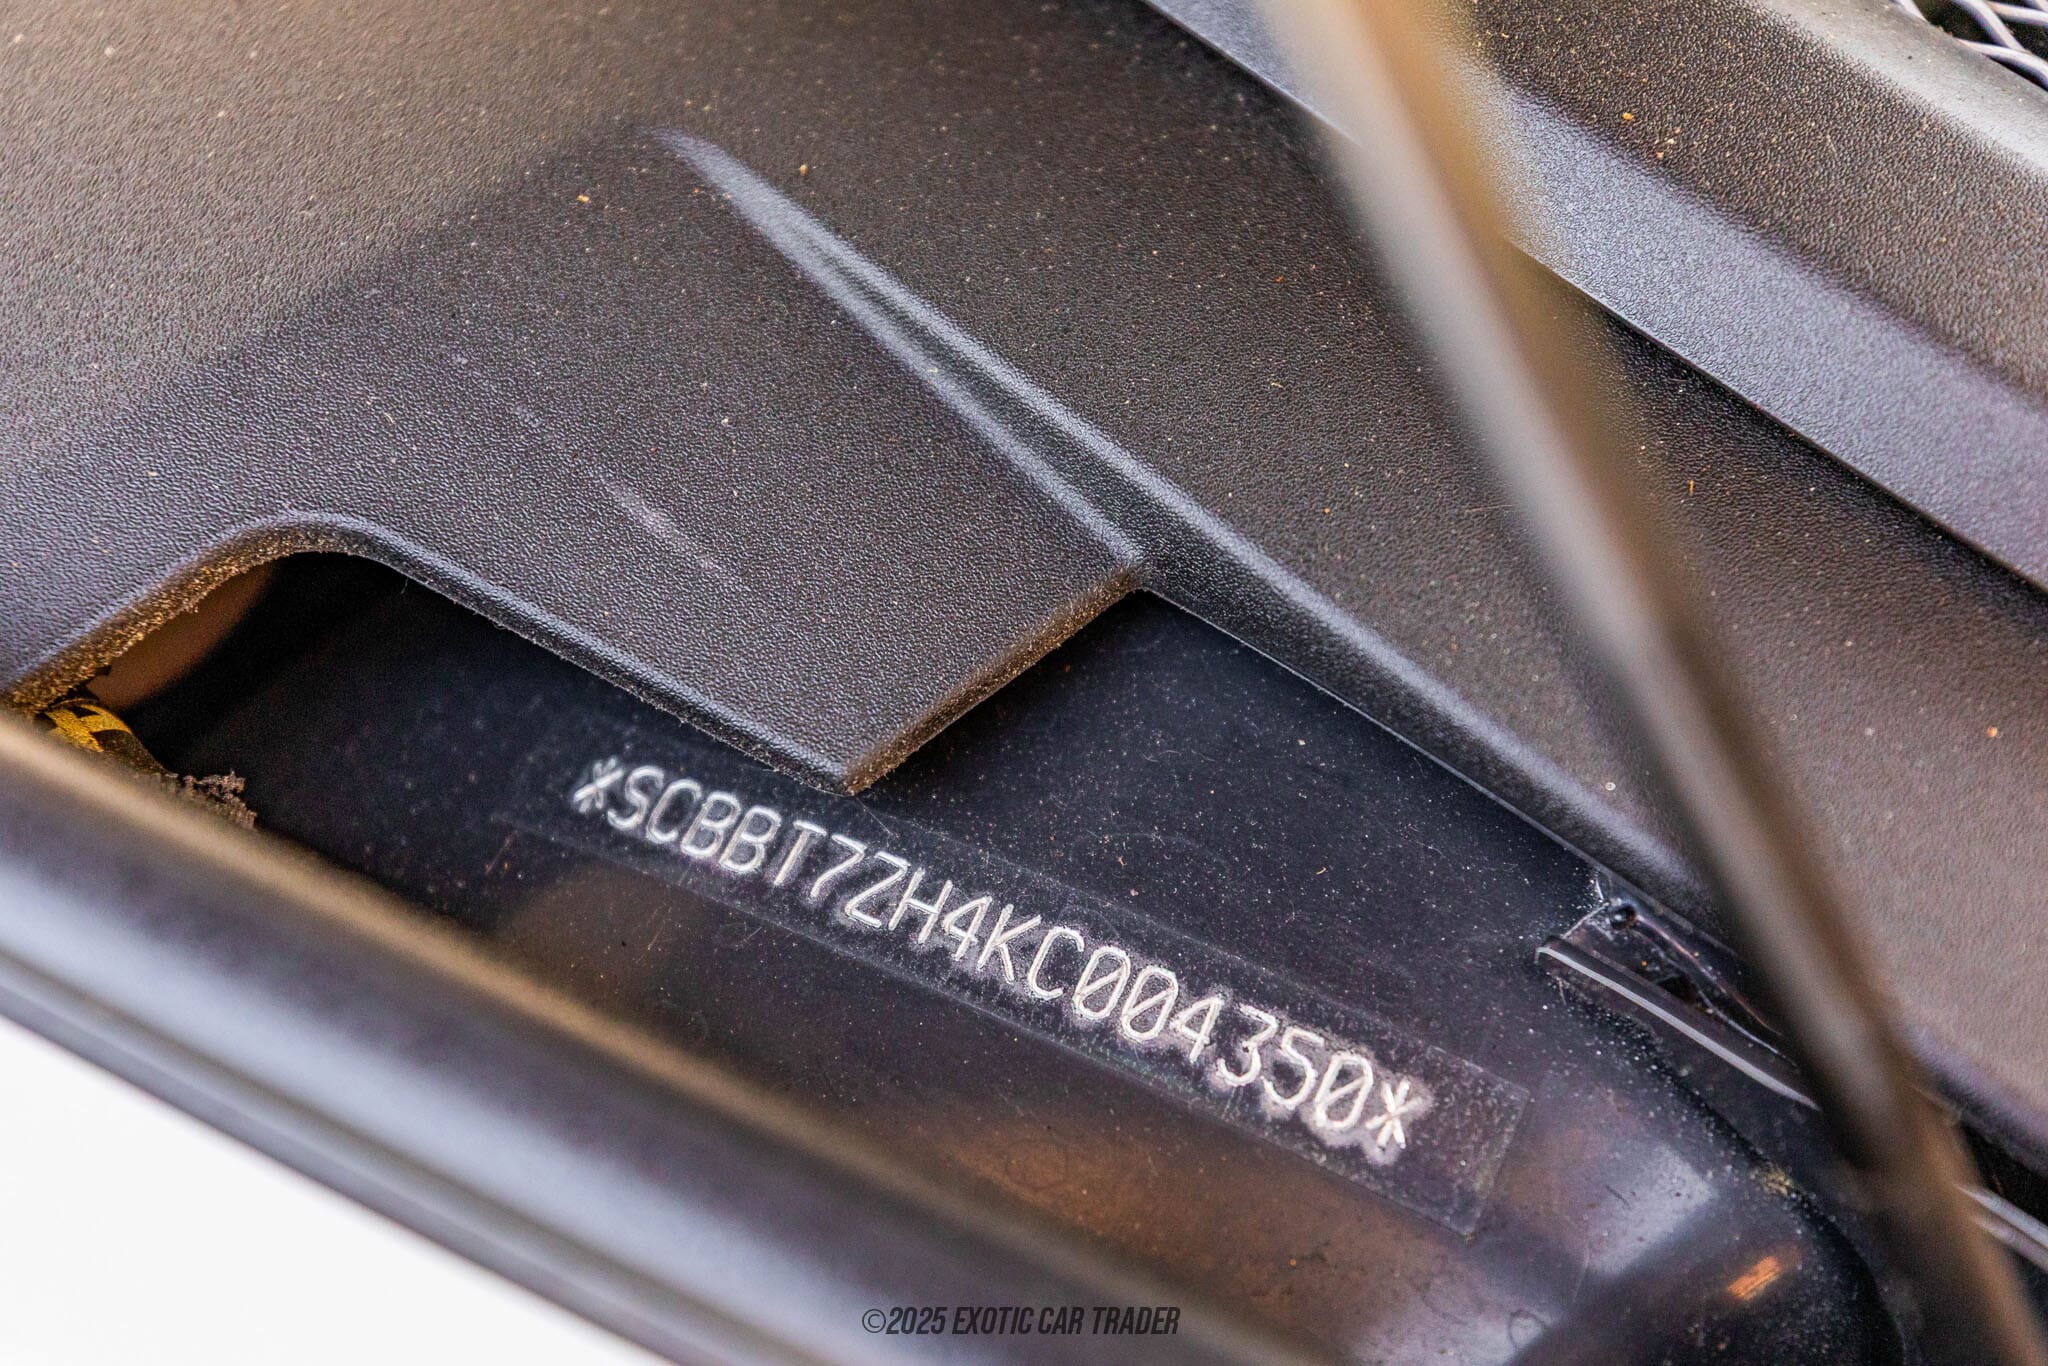 *SCBBT7ZH4KC004350*
©2025 EXOTIC CAR TRADER